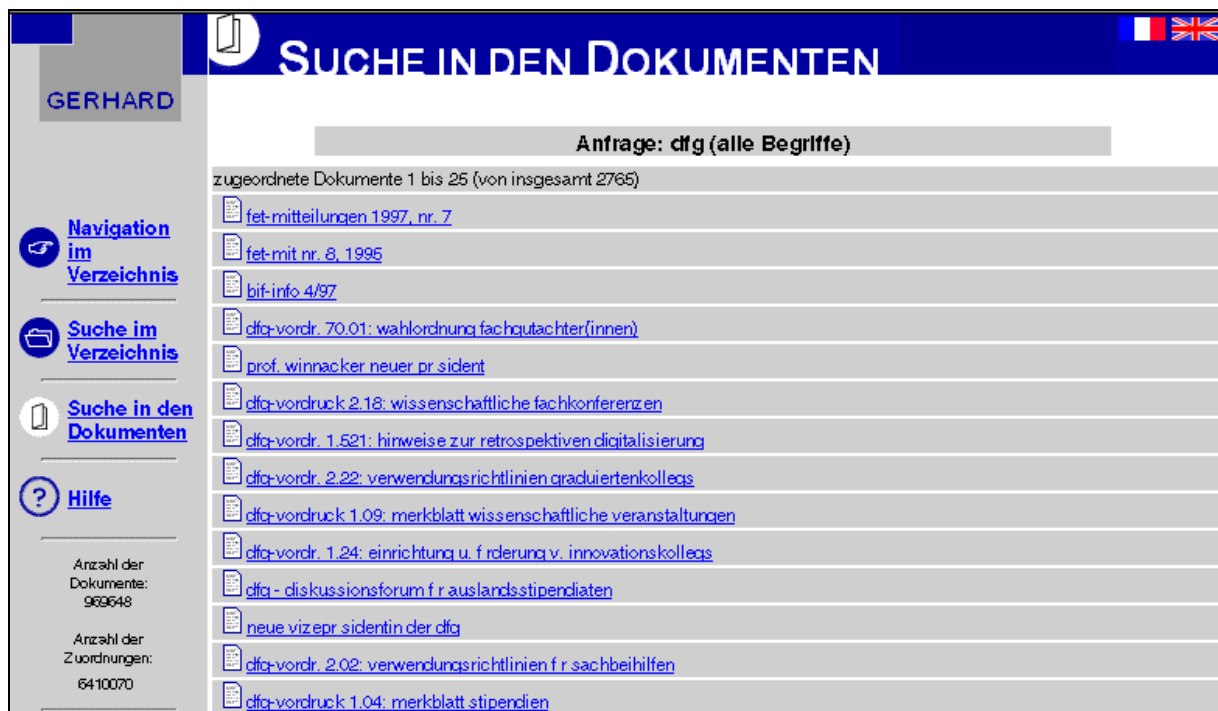 SUCHE IN DEN DOKUMENTEN
GERHARD
Navigation
im
Verzeichnis
Suche im
Verzeichnis
Suche in den
Dokumenten
? Hilfe
Anzahl der
Dokumente:
969648
Anzahl der
Zuordnungen:
6410070
Anfrage: dfg (alle Begriffe)
zugeordnete Dokumente 1 bis 25 (von insgesamt 2765)
fet-mitteilungen 1997, nr. 7
fet-mit nr. 8, 1995
bif-info 4/97
dfg-vordr. 70.01: wahlordnung fachgutachter(innen)
prof. winnacker neuer pr sident
dfg-vordruck 2.18: wissenschaftliche fachkonferenzen
dfg-vordr. 1.521: hinweise zur retrospektiven digitalisierung
dfg-vordr. 2.22: verwendungsrichtlinien graduiertenkollegs
dfg-vordruck 1.09: merkblatt wissenschaftliche veranstaltungen
dfg-vordr. 1.24: einrichtung u. f rderung v. innovationskollegs
dfg - diskussionsforum f r auslandsstipendiaten
neue vizepr sidentin der dfg
dfg-vordr. 2.02: verwendungsrichtlinien f r sachbeihilfen
dfg-vordruck 1.04: merkblatt stipendien